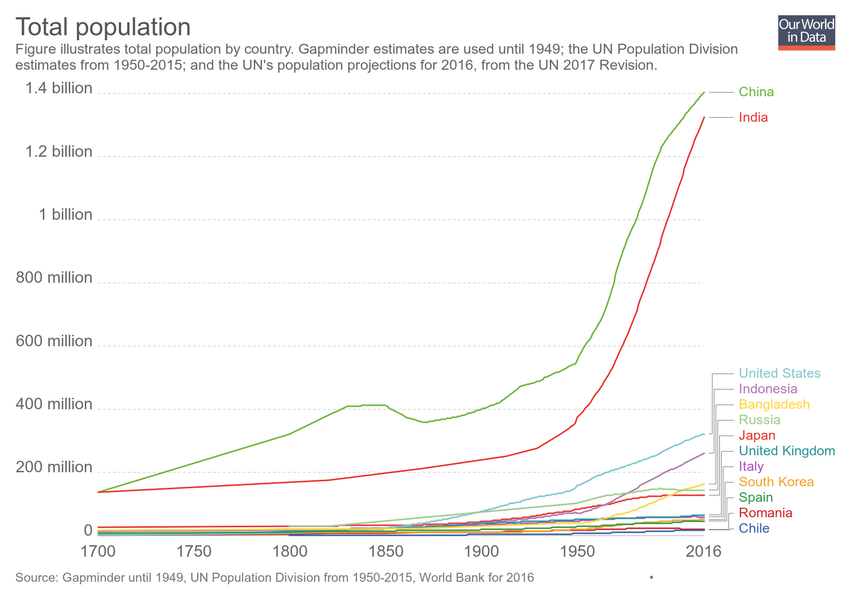 Total population
Our World
in Data
Figure illustrates total population by country. Gapminder estimates are used until 1949; the UN Population Division
estimates from 1950-2015; and the UN's population projections for 2016, from the UN 2017 Revision.
1.4 billion
China
India
1.2 billion
1 billion
800 million
600 million
United States
Indonesia
400 million
Bangladesh
Russia
Japan
United Kingdom
200 million
Italy
South Korea
Spain
Romania
0
Chile
1700
1750
1800
1850
1900
1950
2016
Source: Gapminder until 1949, UN Population Division from 1950-2015, World Bank for 2016
•